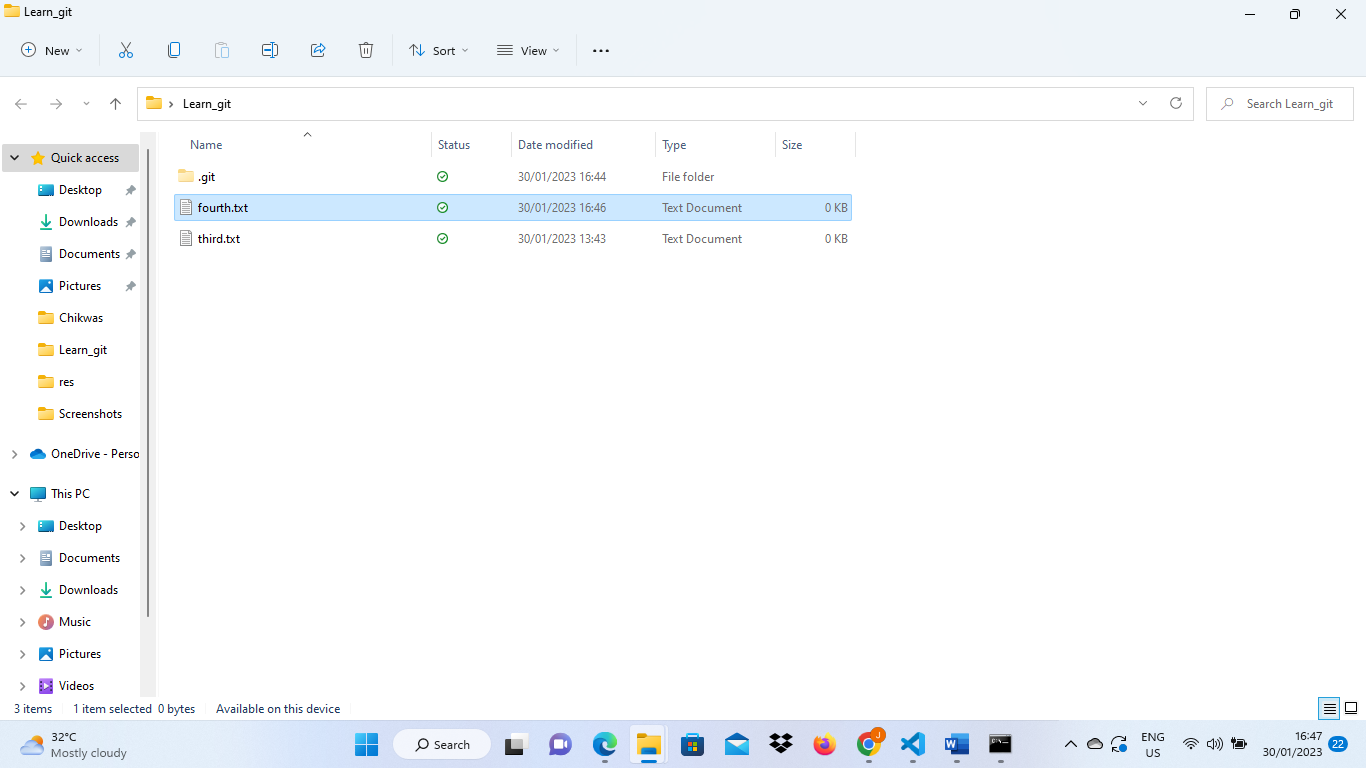 Learn_git
New
Sort
View
Learn_git
Search Learn_git
Name Status Date modified Type Size
.git 30/01/2023 16:44 File folder
fourth.txt 30/01/2023 16:46 Text Document 0 KB
third.txt 30/01/2023 13:43 Text Document 0 KB
Quick access
Desktop
Downloads
Documents
Pictures
Chikwas
Learn_git
res
Screenshots
OneDrive - Perso
This PC
Desktop
Documents
Downloads
Music
Pictures
Videos
3 items 1 item selected 0 bytes Available on this device
32°C
Mostly cloudy
Search
J
ENG
US
16:47
30/01/2023
22